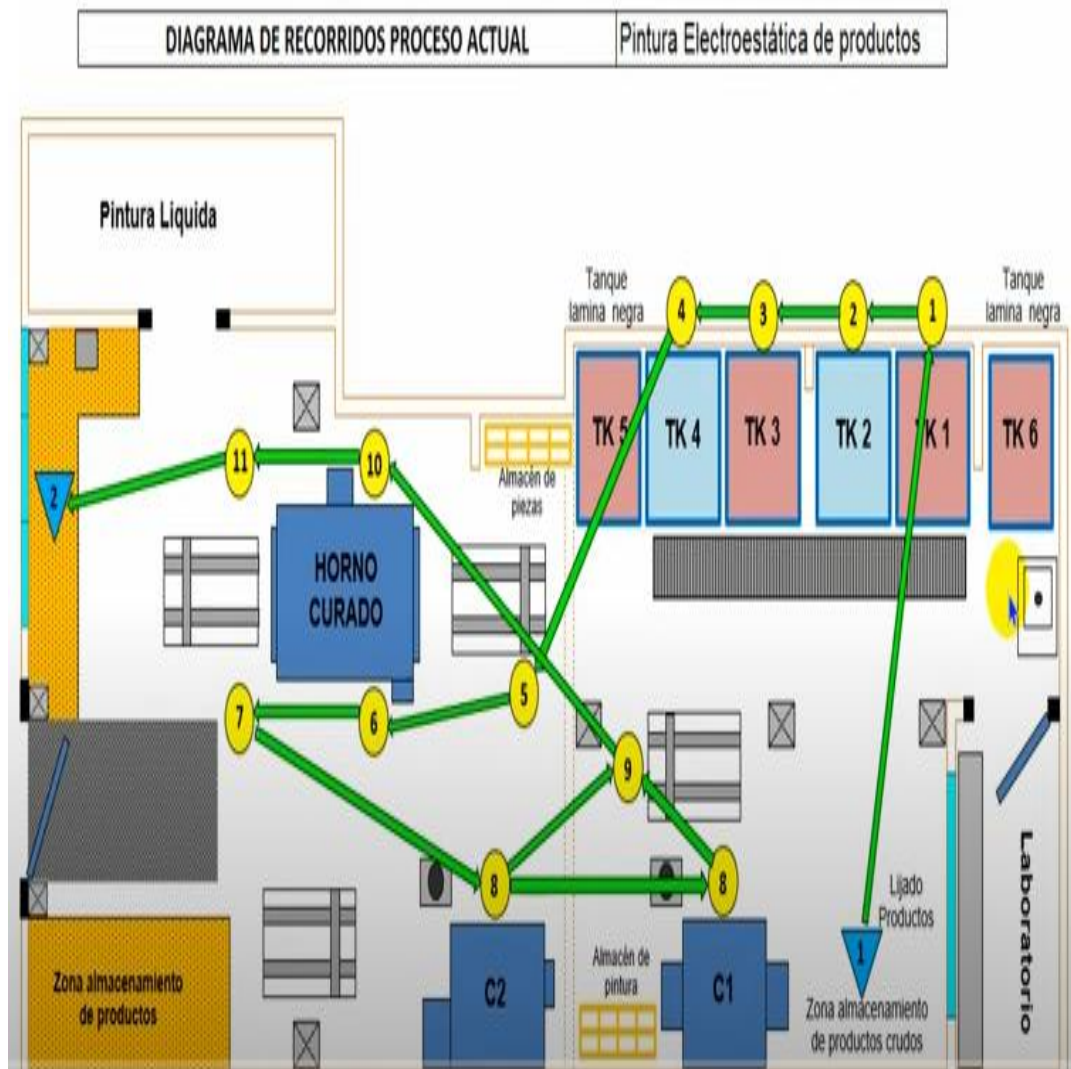 DIAGRAMA DE RECORRIDOS PROCESO ACTUAL
Pintura Electroestática de productos
Pintura Liquida
Tanque
lamina negra
4
3
2
1
Tanque
lamina negra
TK 5
TK 4
TK 3
TK 2
TK 1
TK 6
11
10
2
Almacén de
piezas
HORNO
CURADO
7
6
5
9
8
8
Lijado
Productos
Laboratorio
1
Zona almacenamiento
de productos
C2
Almacén de
pintura
C1
Zona almacenamiento
de productos crudos